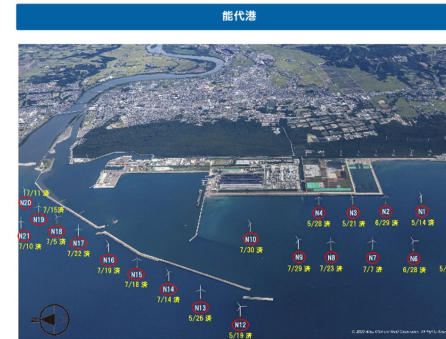 能代港
7/11 済
N20
7/15済
N19
N21
N18
7/10 済
7/5 済
N17
7/22 済
N16
7/19 済
N15
7/18 済
N14
7/14 済
N13
5/26 済
N12
5/19 済
N10
7/30 済
N4
5/28 済
N3
5/21 済
N2
6/29 済
N1
5/14 済
N9
7/29 済
N8
7/23 済
N7
7/7 済
N6
6/28 済
5/